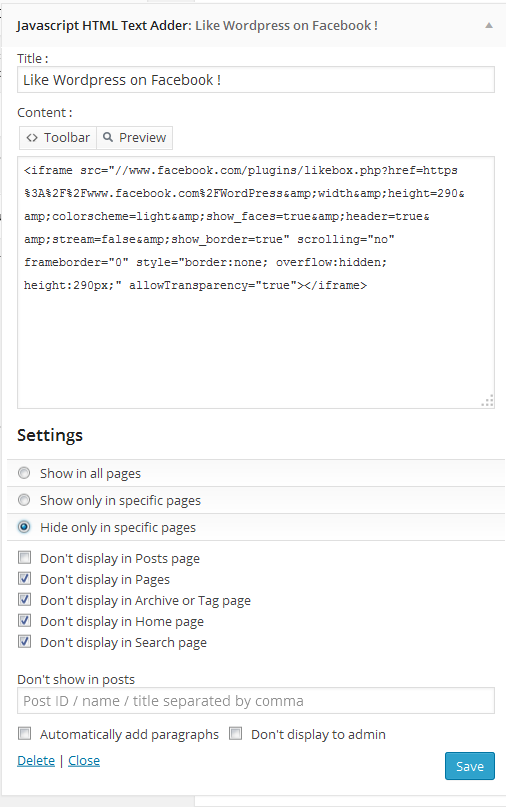 Javascript HTML Text Adder: Like Wordpress on Facebook !
Title :
Like Wordpress on Facebook !
Content :
Toolbar Preview
<iframe src="//www.facebook.com/plugins/likebox.php?href=https
%3A%2F%2Fwww.facebook.com%2FWordPress&amp;width&amp;height=290&
amp;colorscheme=light&amp;show_faces=true&amp;header=true&
amp;stream=false&amp;show_border=true" scrolling="no"
frameborder="0" style="border:none; overflow:hidden;
height:290px;" allowTransparency="true"></iframe>
Settings
Show in all pages
Show only in specific pages
Hide only in specific pages
Don't display in Posts page
Don't display in Pages
Don't display in Archive or Tag page
Don't display in Home page
Don't display in Search page
Don't show in posts
Post ID / name / title separated by comma
Automatically add paragraphs Don't display to admin
Delete | Close Save